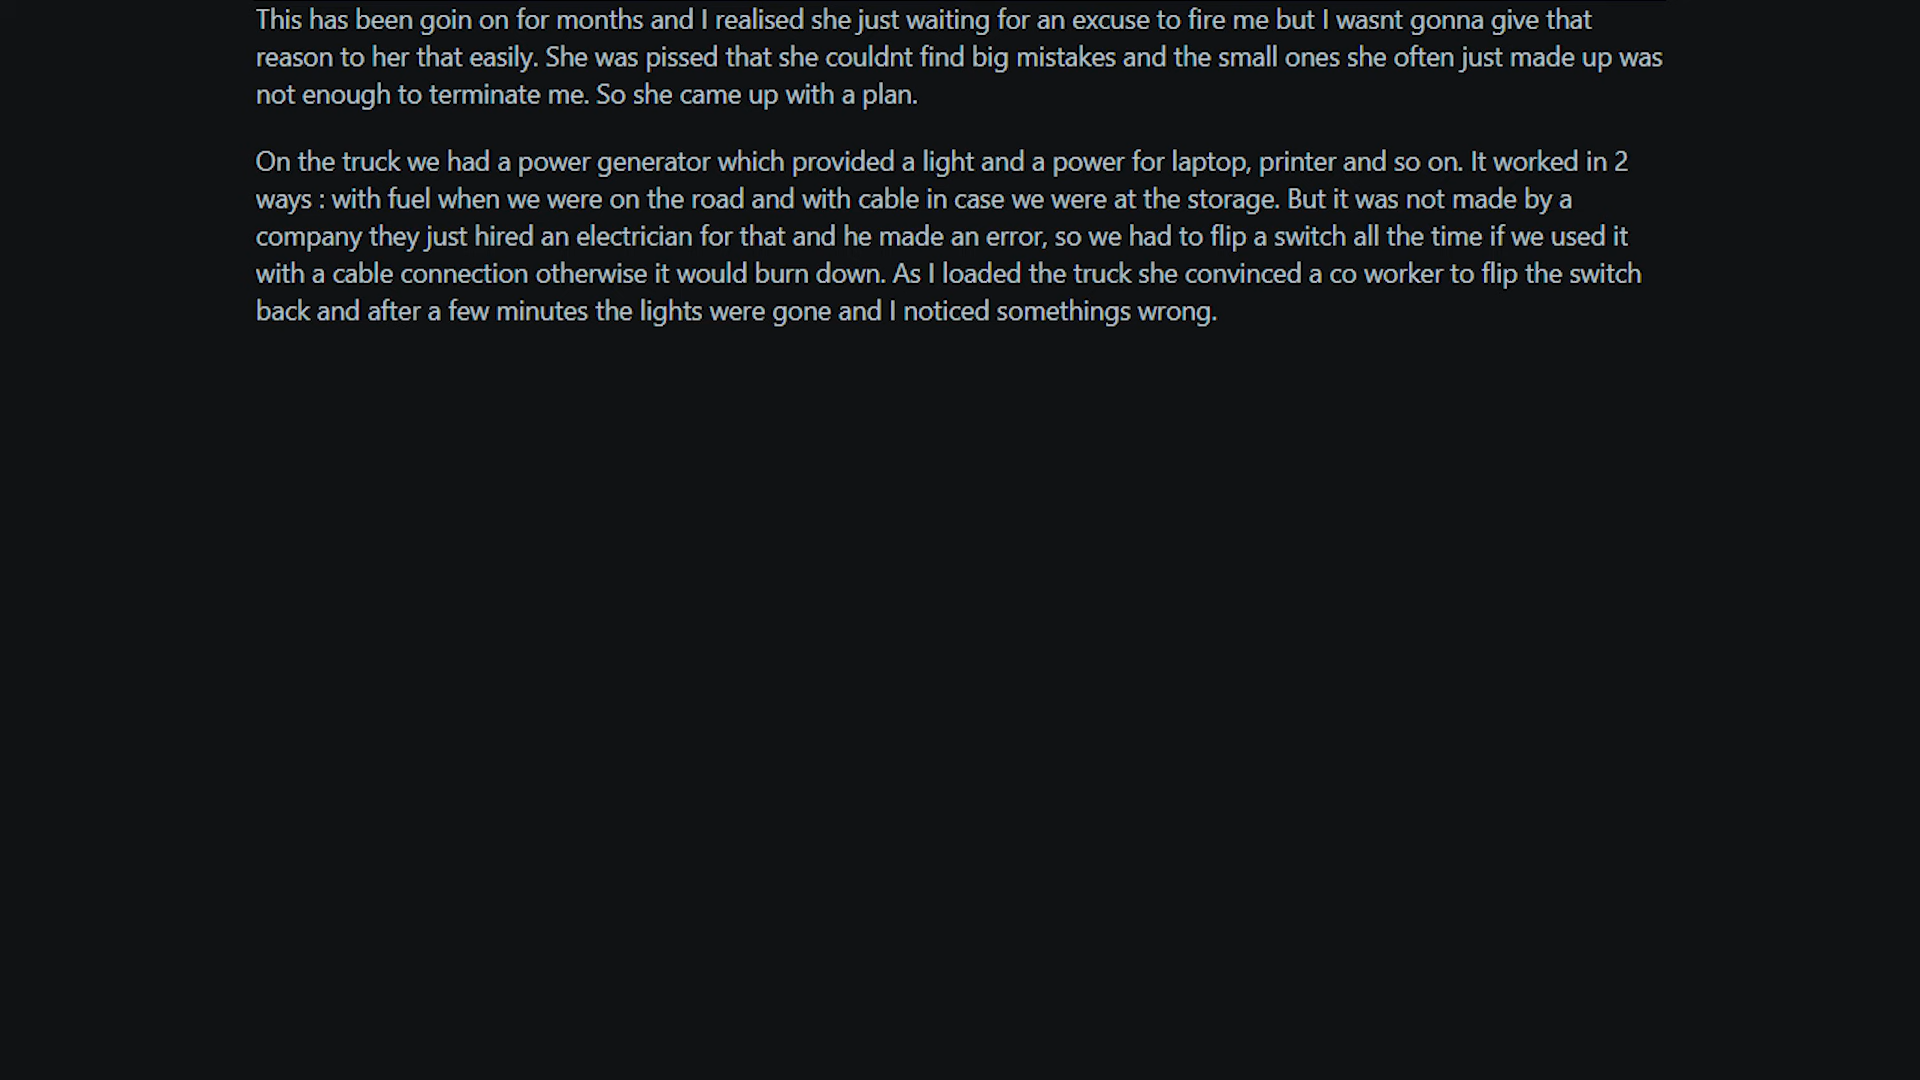 This has been goin on for months and I realised she just waiting for an excuse to fire me but I wasnt gonna give that
reason to her that easily. She was pissed that she couldnt find big mistakes and the small ones she often just made up was
not enough to terminate me. So she came up with a plan.
On the truck we had a power generator which provided a light and a power for laptop, printer and so on. It worked in 2
ways : with fuel when we were on the road and with cable in case we were at the storage. But it was not made by a
company they just hired an electrician for that and he made an error, so we had to flip a switch all the time if we used it
with a cable connection otherwise it would burn down. As I loaded the truck she convinced a co worker to flip the switch
back and after a few minutes the lights were gone and I noticed somethings wrong.